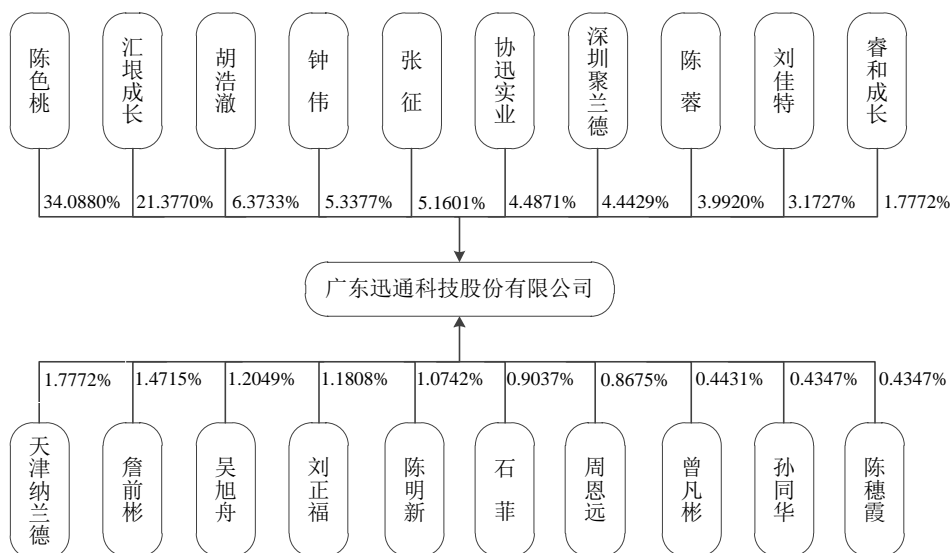 陈色桃
汇垠成长
胡浩澈
钟伟
张征
协迅实业
深圳聚兰德
陈蓉
刘佳特
睿和成长
34.0880%
21.3770%
6.3733%
5.3377%
5.1601%
4.4871%
4.4429%
3.9920%
3.1727%
1.7772%
广东迅通科技股份有限公司
1.7772%
1.4715%
1.2049%
1.1808%
1.0742%
0.9037%
0.8675%
0.4431%
0.4347%
0.4347%
天津纳兰德
詹前彬
吴旭舟
刘正福
陈明新
石菲
周恩远
曾凡彬
孙同华
陈穗霞